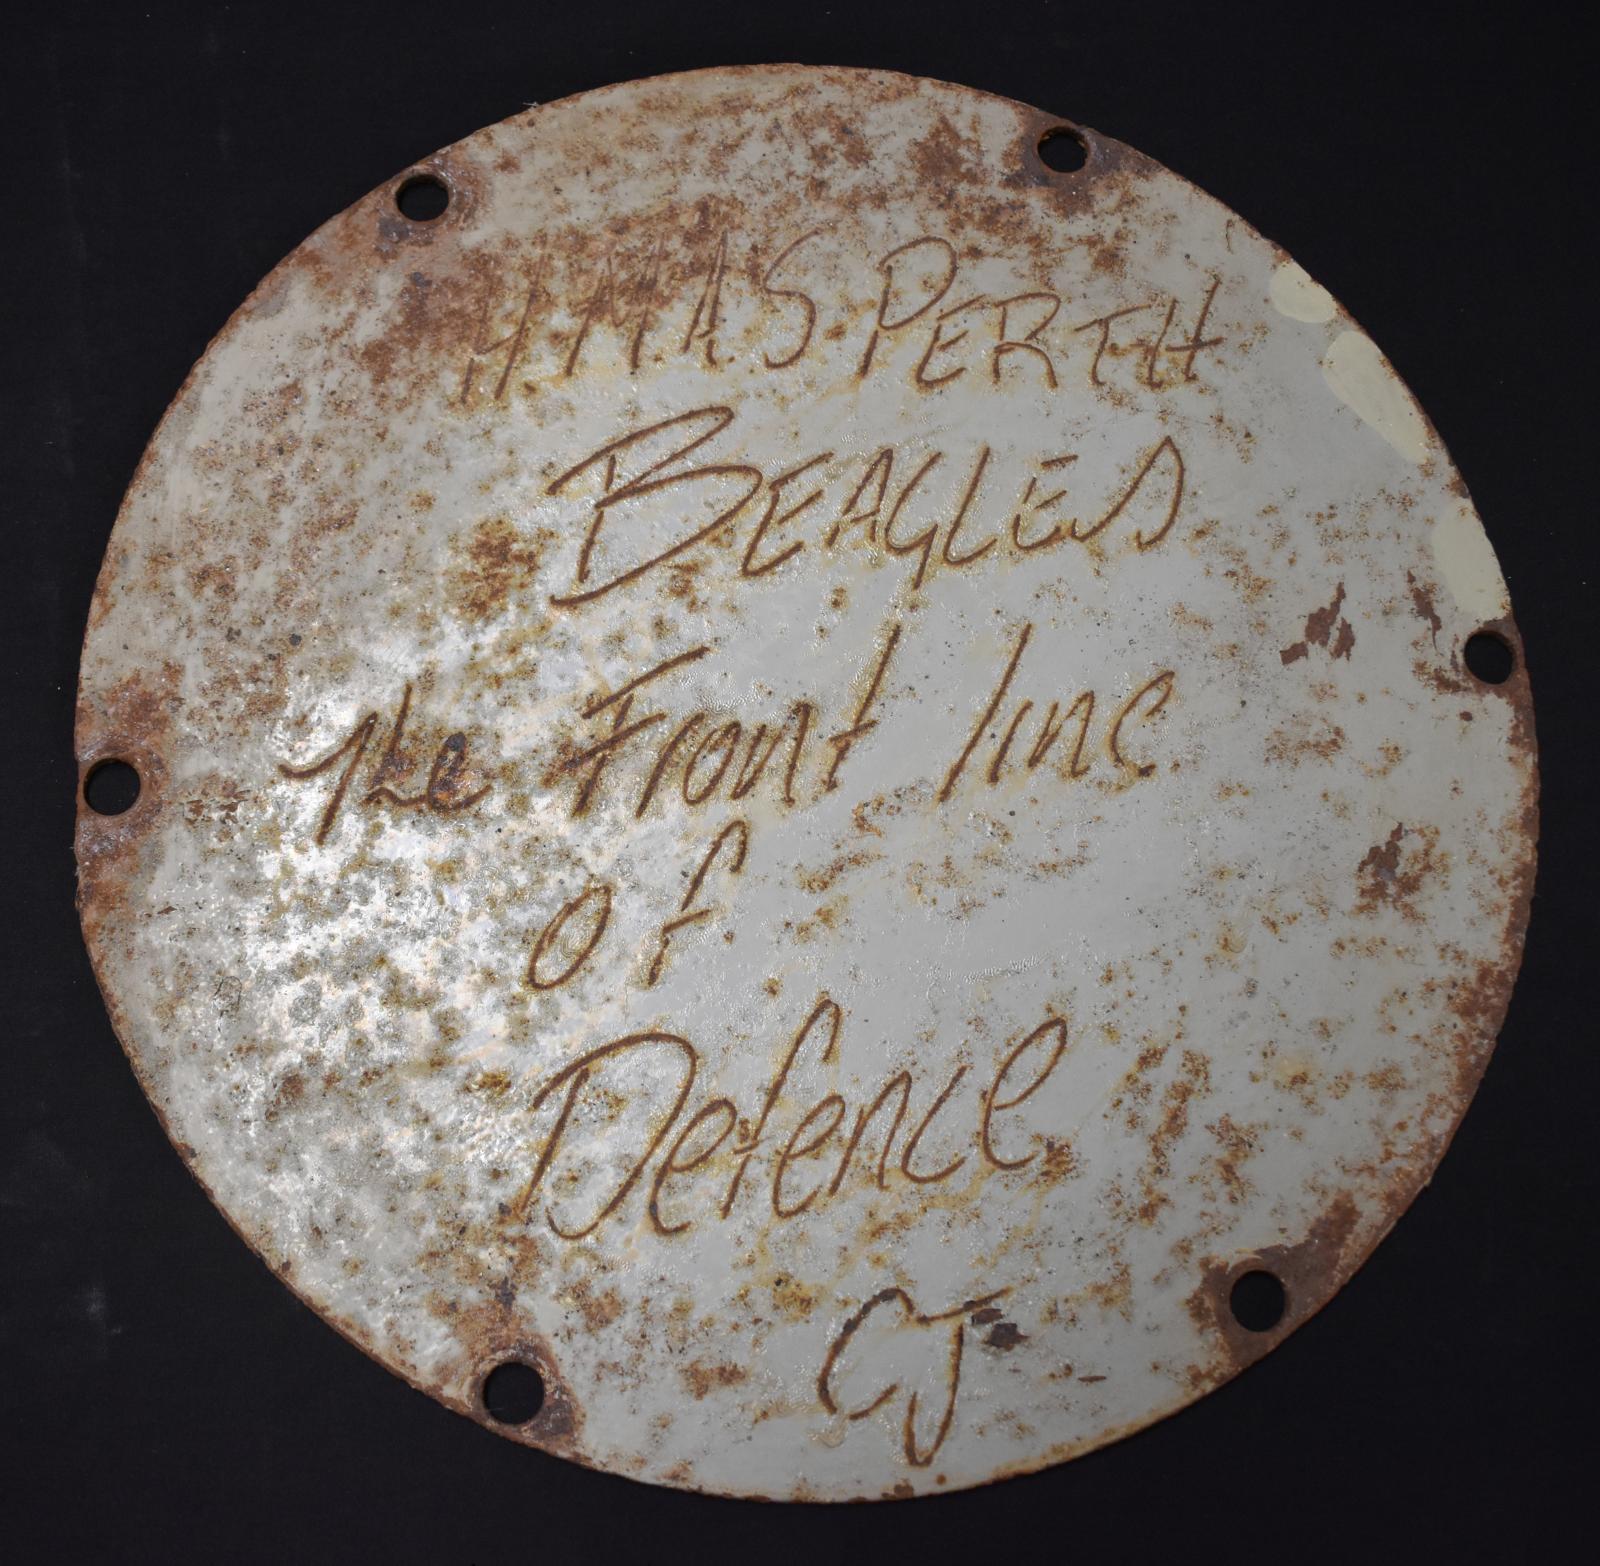 HMAS PERTH
BEAGLES
the Front line
of
Defence
CJ